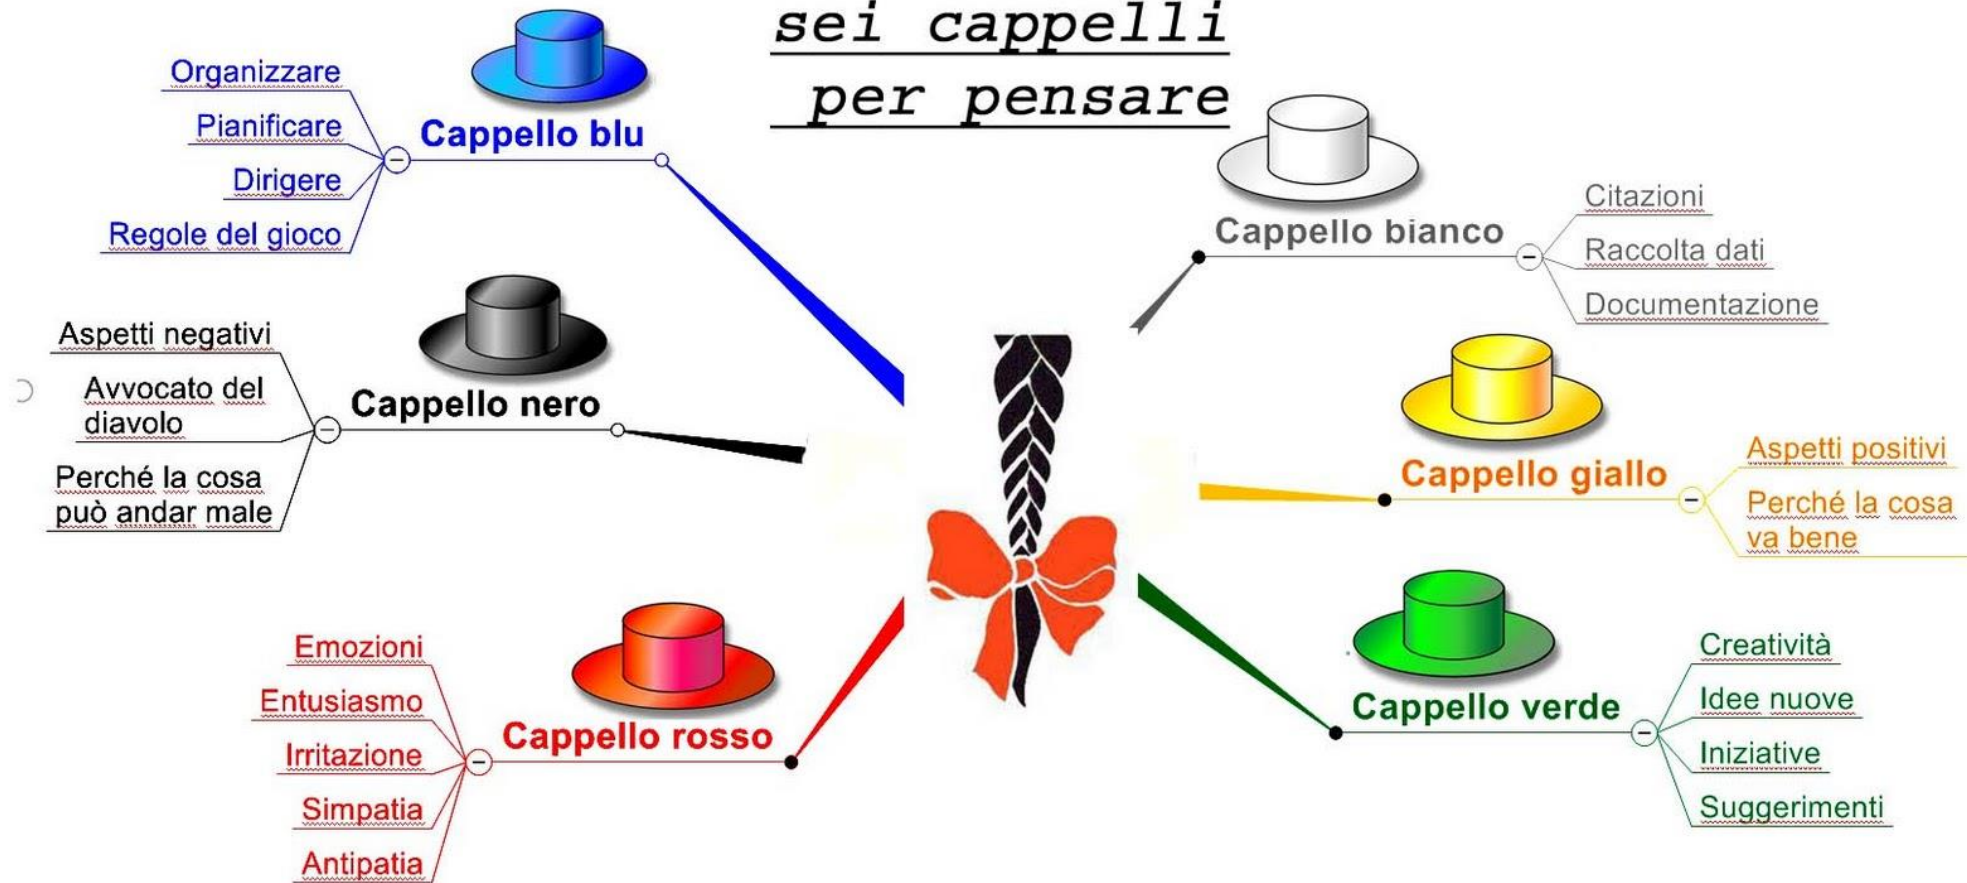 sei cappelli
per pensare
Organizzare
Pianificare
Dirigere
Regole del gioco
Cappello blu
Aspetti negativi
Avvocato del
diavolo
Perché la cosa
può andar male
Cappello nero
Emozioni
Entusiasmo
Irritazione
Simpatia
Antipatia
Cappello rosso
Cappello bianco
Citazioni
Raccolta dati
Documentazione
Cappello giallo
Aspetti positivi
Perché la cosa
va bene
Cappello verde
Creatività
Idee nuove
Iniziative
Suggerimenti